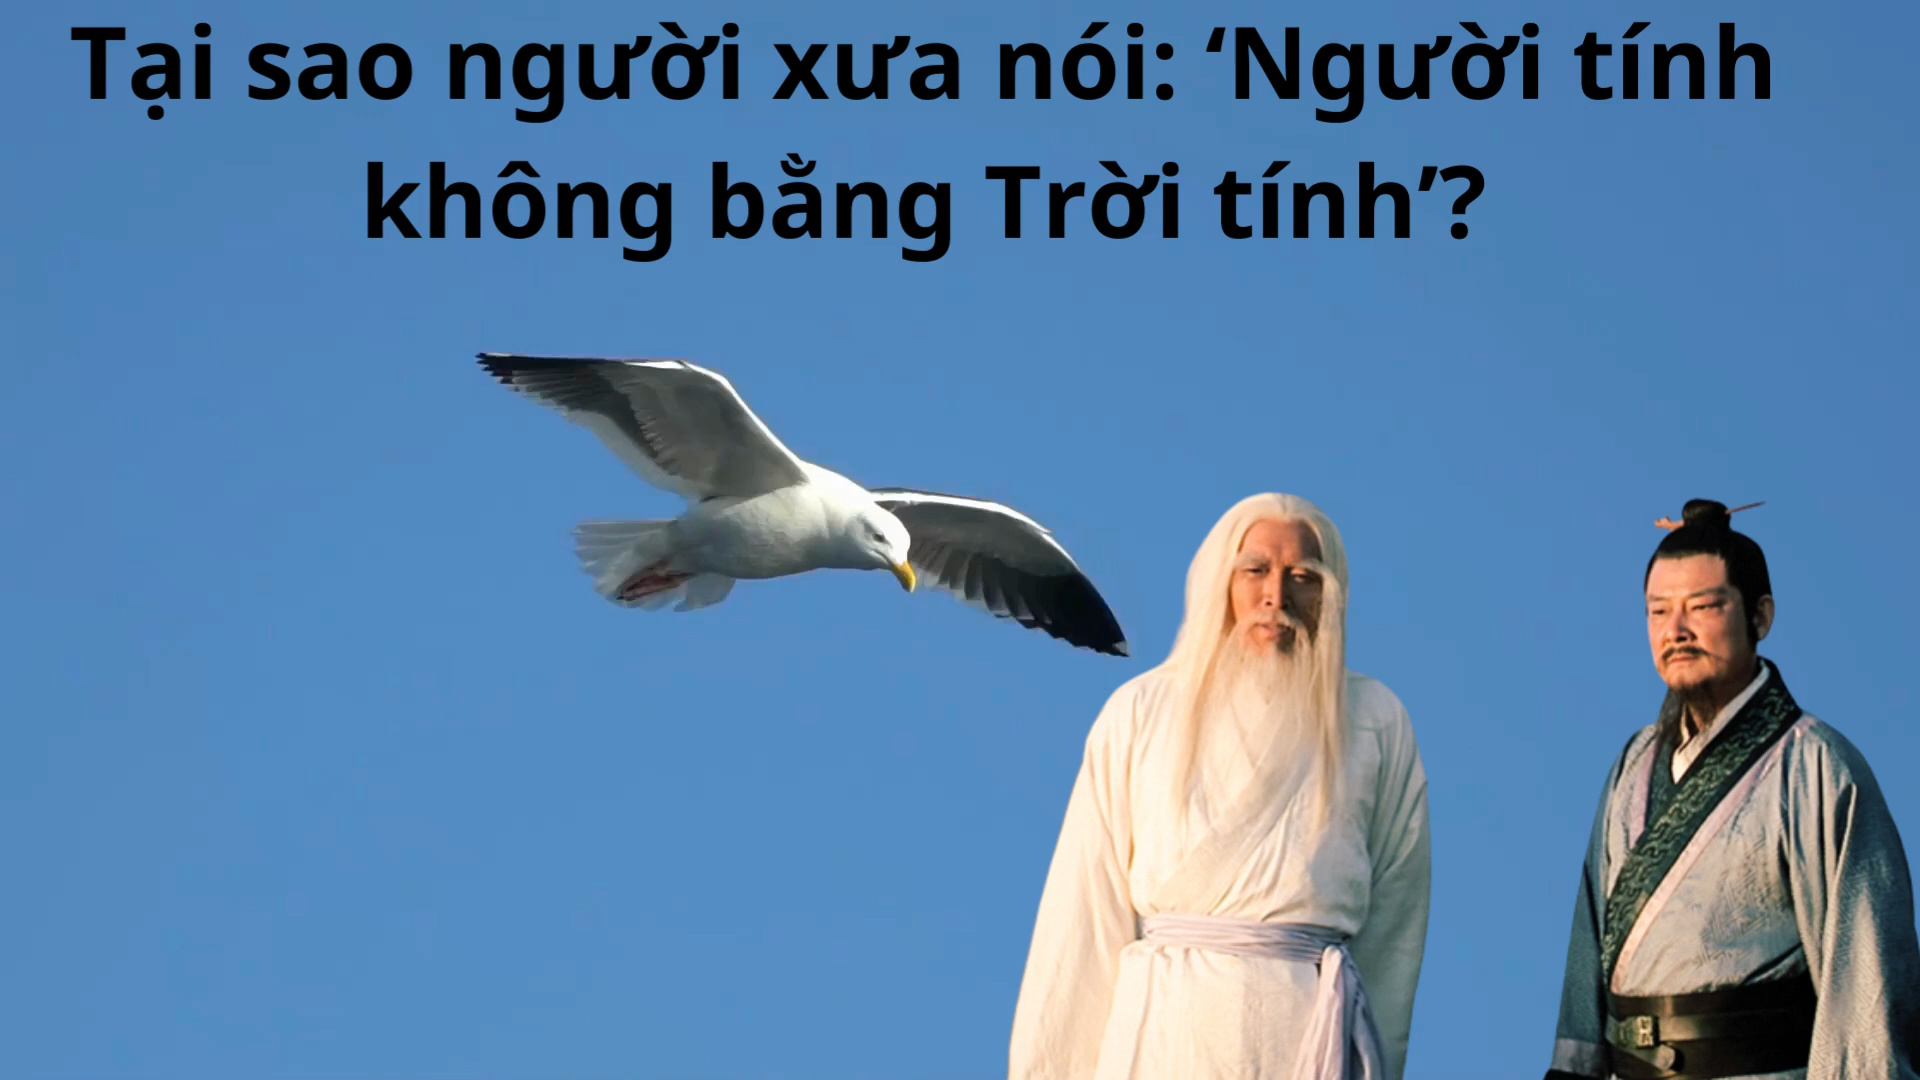 Tại sao người xưa nói: ‘Người tính
không bằng Trời tính’?